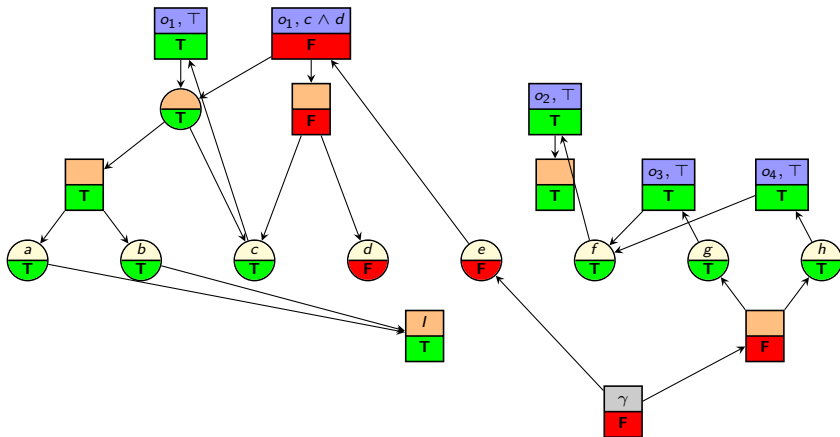 o₁, ⊤
T
o₁, c ∧ d
F
T
F
o₂, ⊤
T
T
T
o₃, ⊤
T
o₄, ⊤
T
a
T
b
T
c
T
d
F
e
F
f
T
g
T
h
T
I
T
F
γ
F